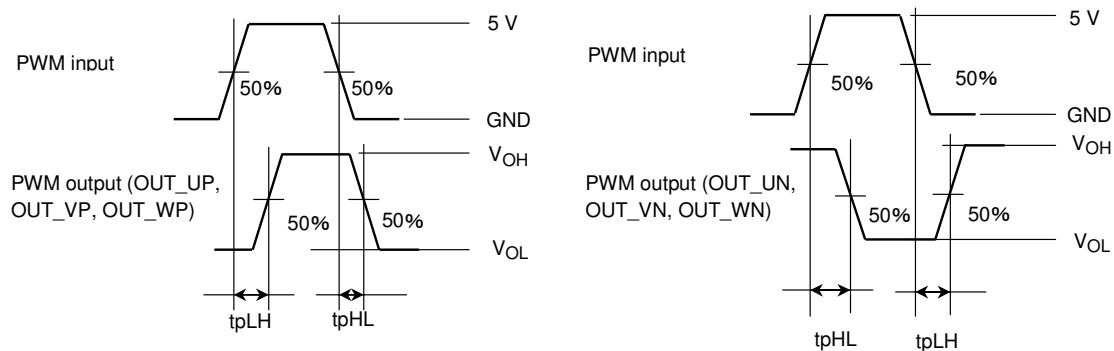 5 V
PWM input
50%
50%
GND
VOH
PWM output (OUT_UP,
OUT_VP, OUT_WP)
50%
50%
VOL
tpLH
tpHL
5 V
PWM input
50%
50%
GND
VOH
PWM output (OUT_UN,
OUT_VN, OUT_WN)
50%
50%
VOL
tpHL
tpLH